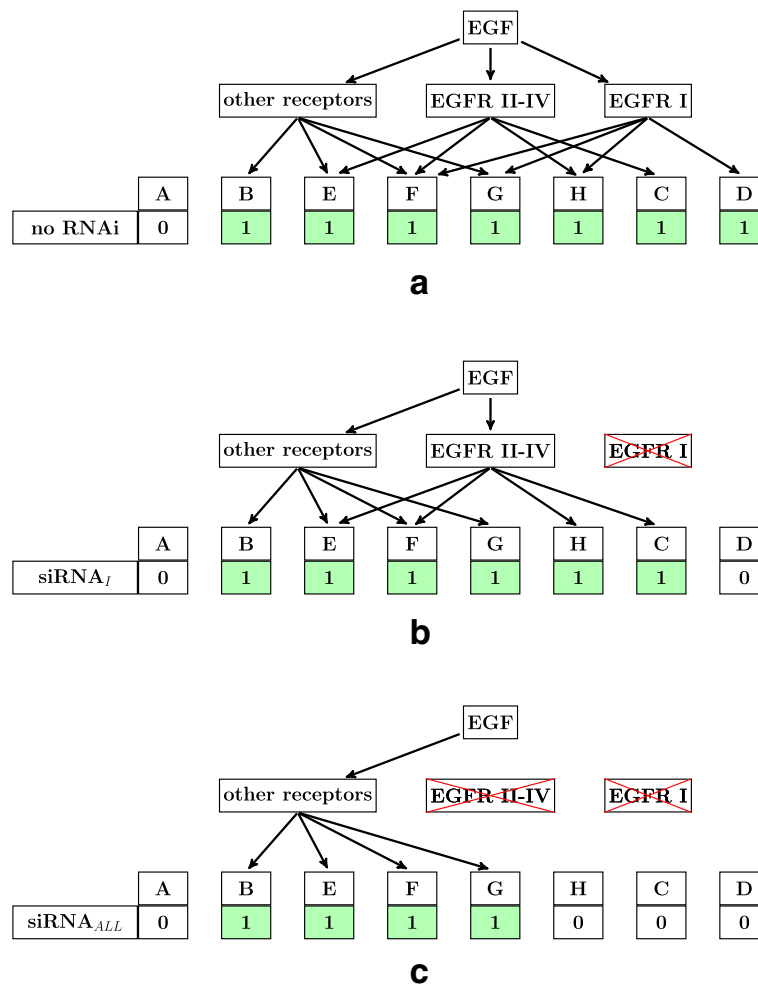 EGF
other receptors EGFR II-IV EGFR I
A B E F G H C D
no RNAi 0 1 1 1 1 1 1 1
a
EGF
other receptors EGFR II-IV EGFR I
A B E F G H C D
siRNA_I 0 1 1 1 1 1 1 0
b
EGF
other receptors EGFR II-IV EGFR I
A B E F G H C D
siRNA_ALL 0 1 1 1 1 0 0 0
c